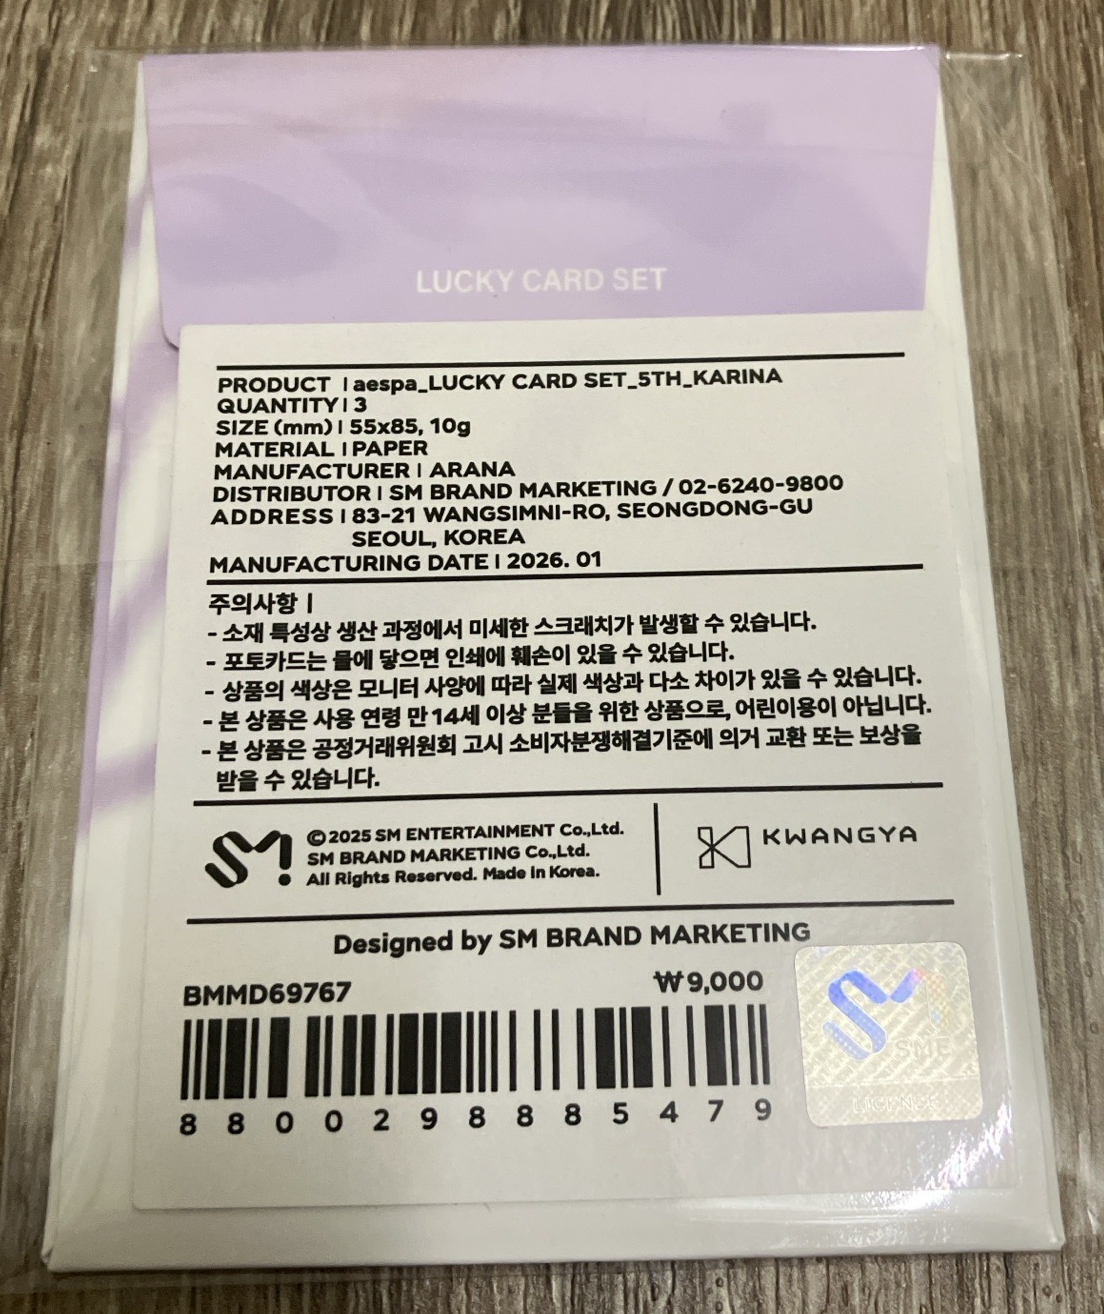 LUCKY CARD SET
PRODUCT | aespa_LUCKY CARD SET_5TH_KARINA
QUANTITY | 3
SIZE (mm) | 55x85, 10g
MATERIAL | PAPER
MANUFACTURER | ARANA
DISTRIBUTOR | SM BRAND MARKETING / 02-6240-9800
ADDRESS | 83-21 WANGSIMNI-RO, SEONGDONG-GU
SEOUL, KOREA
MANUFACTURING DATE | 2026. 01
주의사항 |
- 소재 특성상 생산 과정에서 미세한 스크래치가 발생할 수 있습니다.
- 포토카드는 물에 닿으면 인쇄에 훼손이 있을 수 있습니다.
- 상품의 색상은 모니터 사양에 따라 실제 색상과 다소 차이가 있을 수 있습니다.
- 본 상품은 사용 연령 만 14세 이상 분들을 위한 상품으로, 어린이용이 아닙니다.
- 본 상품은 공정거래위원회 고시 소비자분쟁해결기준에 의거 교환 또는 보상을
받을 수 있습니다.
SM!
©2025 SM ENTERTAINMENT Co.,Ltd.
SM BRAND MARKETING Co.,Ltd.
All Rights Reserved. Made In Korea.
KWANGYA
Designed by SM BRAND MARKETING
BMMD69767
₩9,000
8800298885479
SM
SME
LICENSE